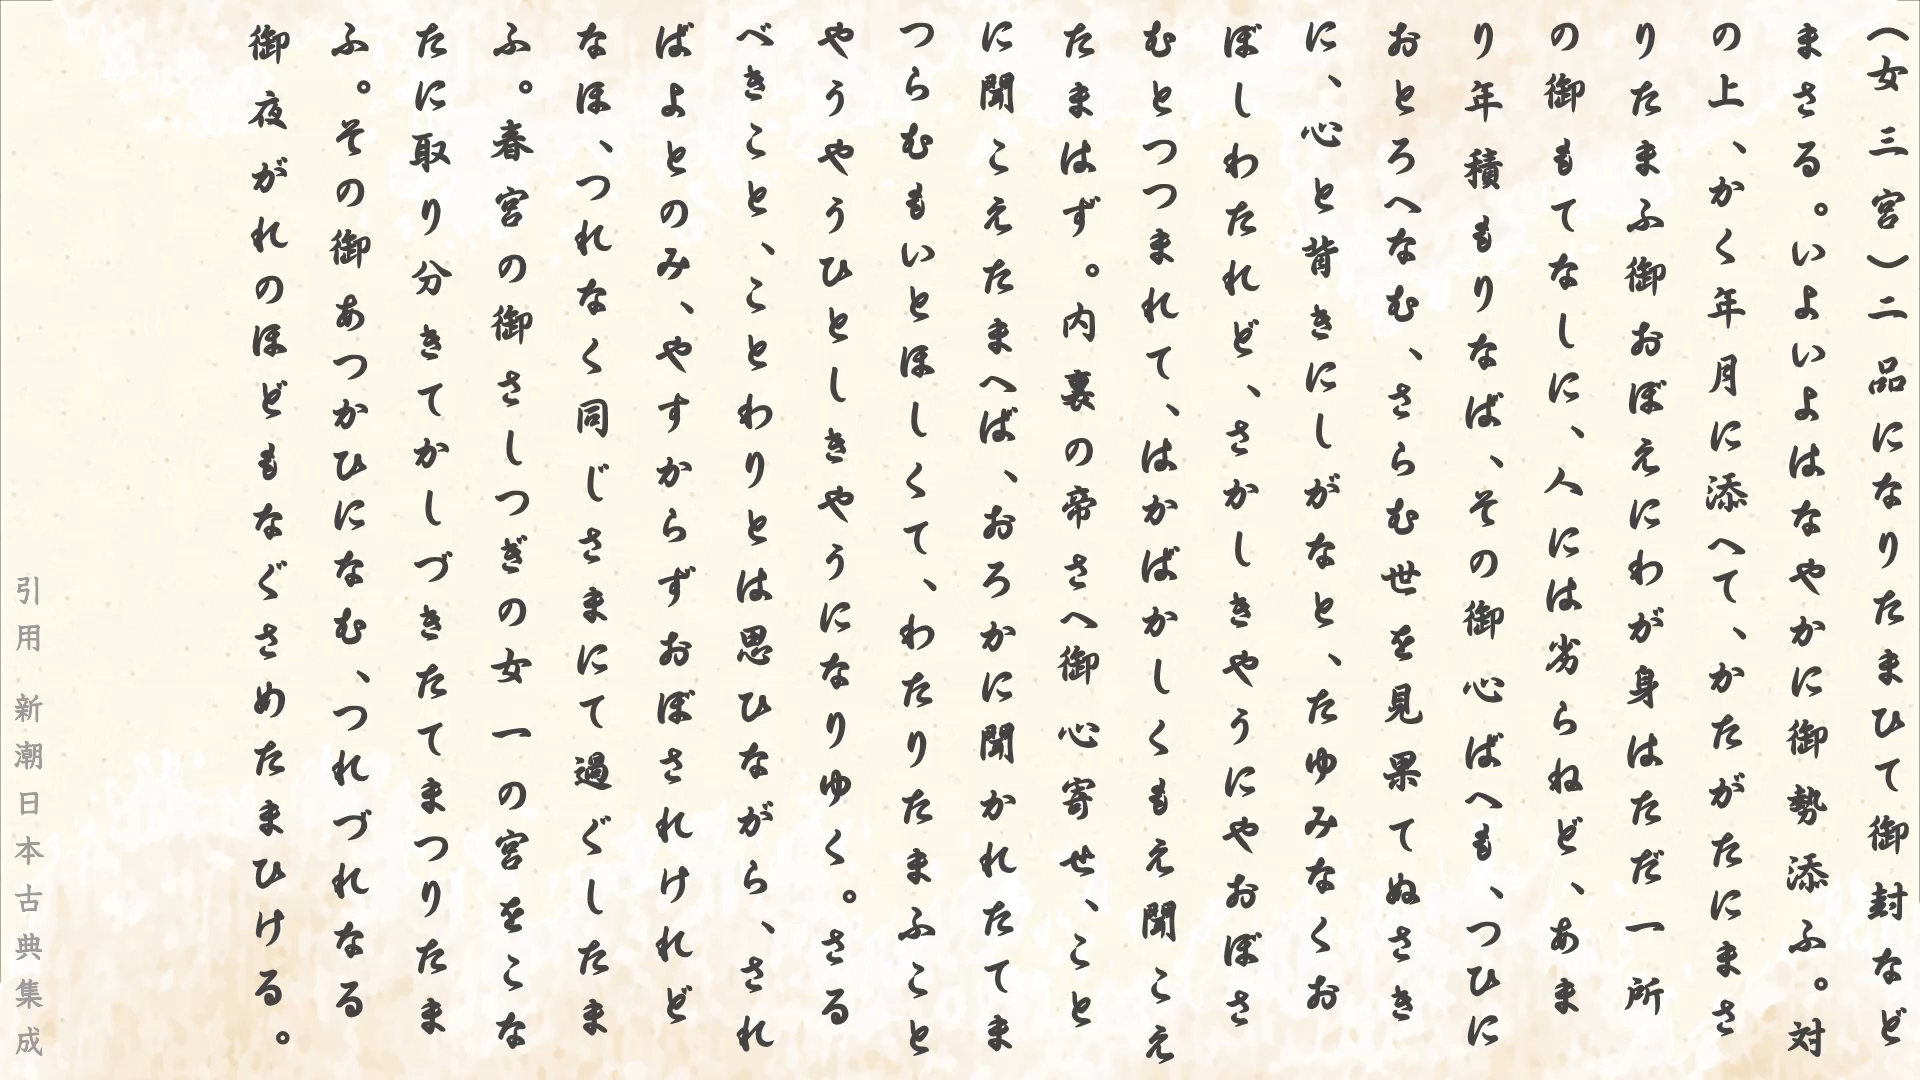 （女三宮）二品になりたまひて御封など
まさる。いよいよはなやかに御勢添ふ。対
の上、かく年月に添へて、かたがたにまさ
りたまふ御おぼえにわが身はただ一所
の御もてなしに、人には劣らねど、あま
り年積もりなば、その御心ばへも、つひに
おとろへなむ、さらむ世を見果てぬさき
に、心と背きにしがなと、たゆみなくお
ぼしわたれど、さかしきやうにやおぼさ
むとつつまれて、はかばかしくもえ聞こえ
たまはず。内裏の帝さへ御心寄せ、こと
に聞こえたまへば、おろかに聞かれたてま
つらむもいとほしくて、わたりたまふこと
やうやうひとしきやうになりゆく。さる
べきこと、ことわりとは思ひながら、され
ばよとのみ、やすからずおぼされけれど
なほ、つれなく同じさまにて過ぐしたま
ふ。春宮の御さしつぎの女一の宮をこな
たに取り分きてかしづきたてまつりたま
ふ。その御あつかひになむ、つれづれなる
御夜がれのほどもなぐさめたまひける。
引用 新潮日本古典集成